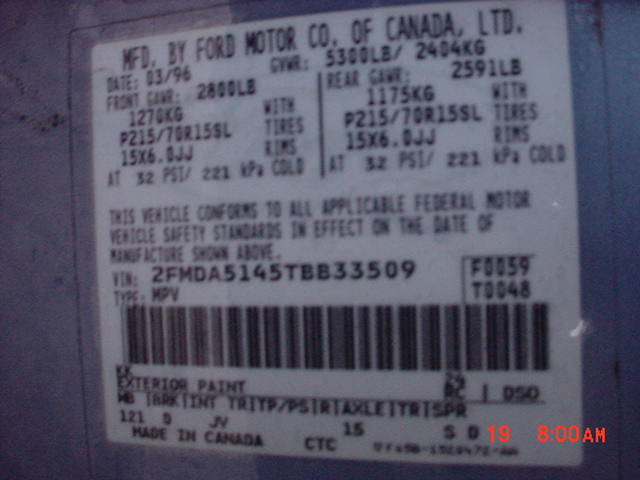 MFD. BY FORD MOTOR CO. OF CANADA, LTD.
DATE: 03/96 GVWR: 5300LB/ 2404KG
FRONT GAWR: 2800LB REAR GAWR: 2591LB
1270KG WITH 1175KG WITH
P215/70R15SL TIRES P215/70R15SL TIRES
15X6.0JJ RIMS 15X6.0JJ RIMS
AT 32 PSI/ 221 kPa COLD AT 32 PSI/ 221 kPa COLD
THIS VEHICLE CONFORMS TO ALL APPLICABLE FEDERAL MOTOR
VEHICLE SAFETY STANDARDS IN EFFECT ON THE DATE OF
MANUFACTURE SHOWN ABOVE.
VIN: 2FMDA5145TBB33509 F0059
TYPE: MPV T0048
KK
EXTERIOR PAINT RC | DSO
WB |BRK|INT TR|TP/PS|R|AXLE|TR|SPR
121 D JV 15 S D
MADE IN CANADA CTC
19 8:00AM